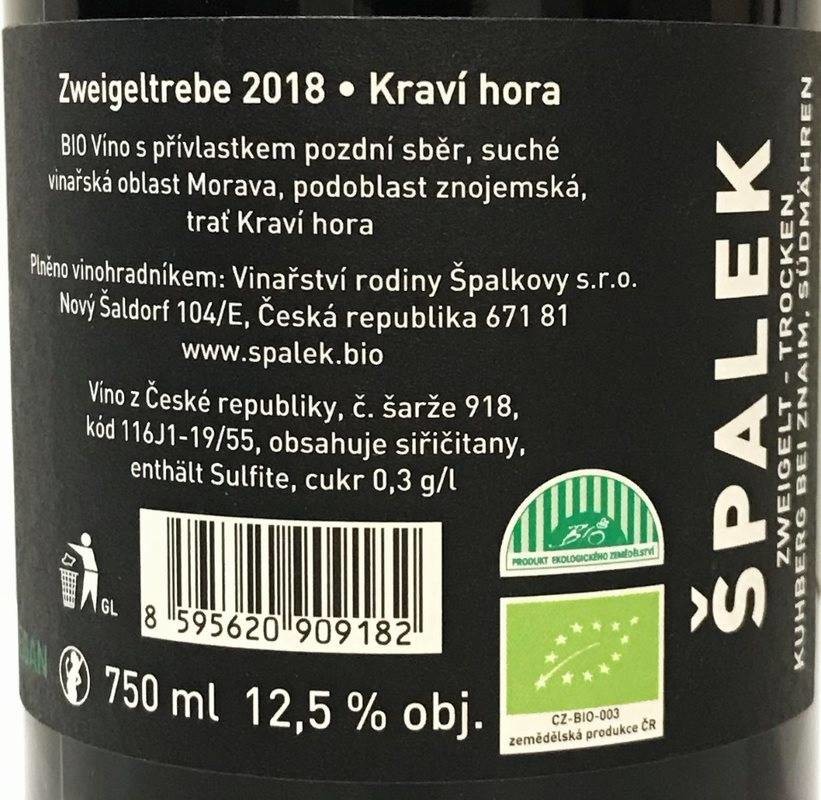 Zweigeltrebe 2018 • Kraví hora
BIO Víno s přívlastkem pozdní sběr, suché
vinařská oblast Morava, podoblast znojemská,
trať Kraví hora
Plněno vinohradníkem: Vinařství rodiny Špalkovy s.r.o.
Nový Šaldorf 104/E, Česká republika 671 81
www.spalek.bio
Víno z České republiky, č. šarže 918,
kód 116J1-19/55, obsahuje siřičitany,
enthält Sulfite, cukr 0,3 g/l
GL
8 595620 909182
750 ml 12,5 % obj.
BIO
PRODUKT EKOLOGICKÉHO ZEMĚDĚLSTVÍ
CZ-BIO-003
zemědělská produkce ČR
ŠPALEK
ZWEIGELT - TROCKEN
KUHBERG BEI ZNAIM, SÜDMÄHREN